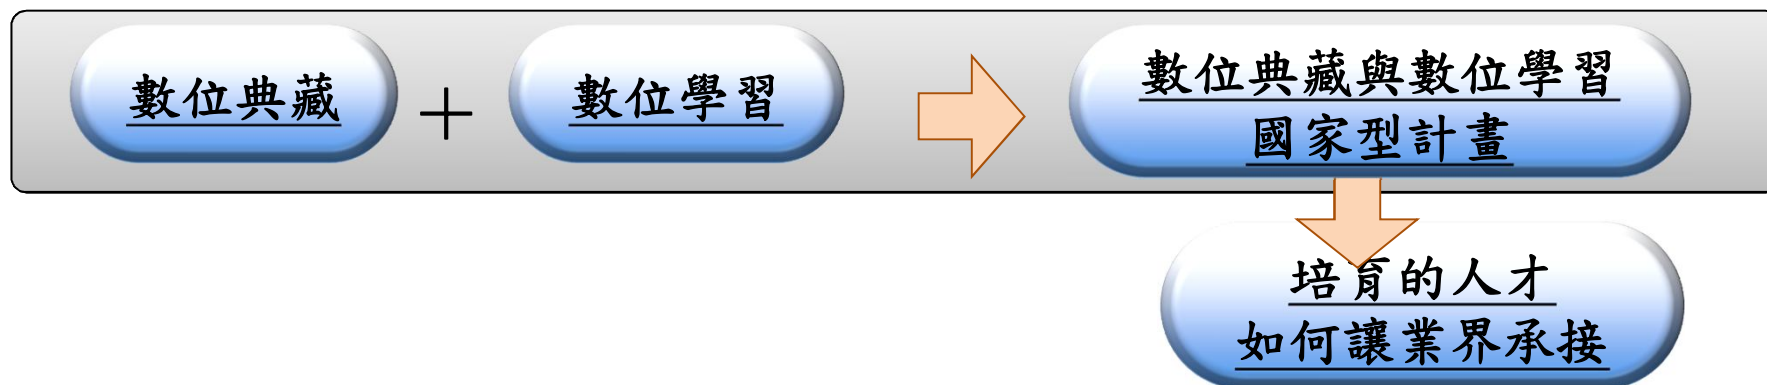 數位典藏
+
數位學習
數位典藏與數位學習
國家型計畫
培育的人才
如何讓業界承接